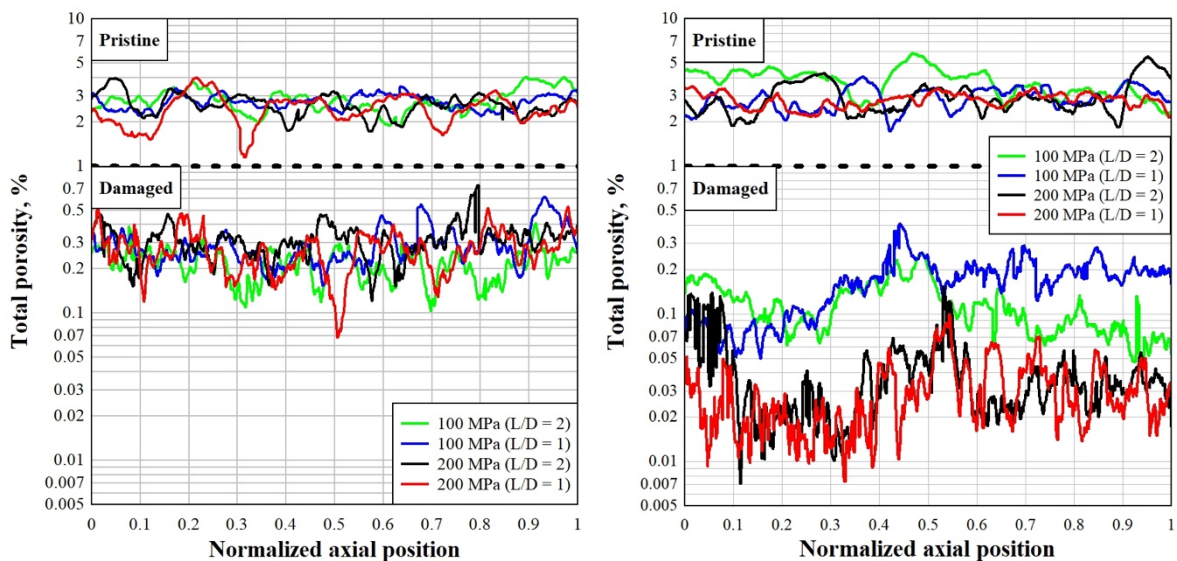 10
Pristine
5
3
2
1
Damaged
0.7
0.5
0.3
0.2
0.1
0.07
0.05
0.03
0.02
0.01
0.007
0.005
Total porosity, %
100 MPa (L/D = 2)
100 MPa (L/D = 1)
200 MPa (L/D = 2)
200 MPa (L/D = 1)
0 0.1 0.2 0.3 0.4 0.5 0.6 0.7 0.8 0.9 1
Normalized axial position
10
7
Pristine
5
3
2
1
Damaged
0.7
0.5
0.3
0.2
0.1
0.07
0.05
0.03
0.02
0.01
0.007
0.005
Total porosity, %
100 MPa (L/D = 2)
100 MPa (L/D = 1)
200 MPa (L/D = 2)
200 MPa (L/D = 1)
0 0.1 0.2 0.3 0.4 0.5 0.6 0.7 0.8 0.9 1
Normalized axial position